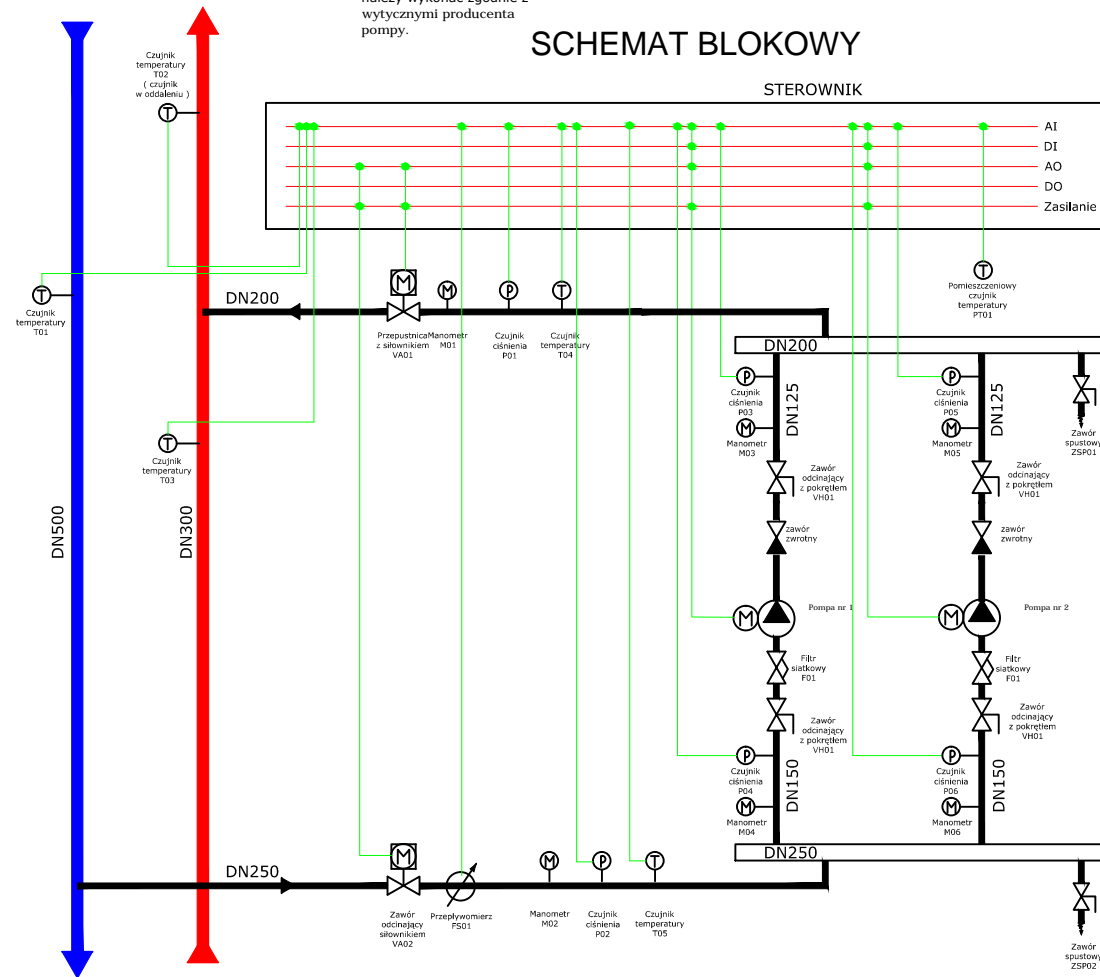 wytycznymi producenta
pompy.
SCHEMAT BLOKOWY
STEROWNIK
AI
DI
AO
DO
Zasilanie
Czujnik
temperatury
T02
( czujnik
w oddaleniu )
T
T
Czujnik
temperatury
T01
DN200
M
Przepustnica
z siłownikiem
VA01
M
Manometr
M01
P
Czujnik
ciśnienia
P01
T
Czujnik
temperatury
T04
T
Pomieszczeniowy
czujnik
temperatury
PT01
DN200
P
Czujnik
ciśnienia
P03
M
Manometr
M03
DN125
Zawór
odcinający
z pokrętłem
VH01
zawór
zwrotny
M
Pompa nr 1
Filtr
siatkowy
F01
Zawór
odcinający
z pokrętłem
VH01
P
Czujnik
ciśnienia
P04
M
Manometr
M04
DN150
P
Czujnik
ciśnienia
P05
M
Manometr
M05
DN125
Zawór
odcinający
z pokrętłem
VH01
zawór
zwrotny
M
Pompa nr 2
Filtr
siatkowy
F01
Zawór
odcinający
z pokrętłem
VH01
P
Czujnik
ciśnienia
P06
M
Manometr
M06
DN150
Zawór
spustowy
ZSP01
T
Czujnik
temperatury
T03
DN500
DN300
DN250
DN250
M
Zawór
odcinający
siłownikiem
VA02
Przepływomierz
FS01
M
Manometr
M02
P
Czujnik
ciśnienia
P02
T
Czujnik
temperatury
T05
Zawór
spustowy
ZSP02